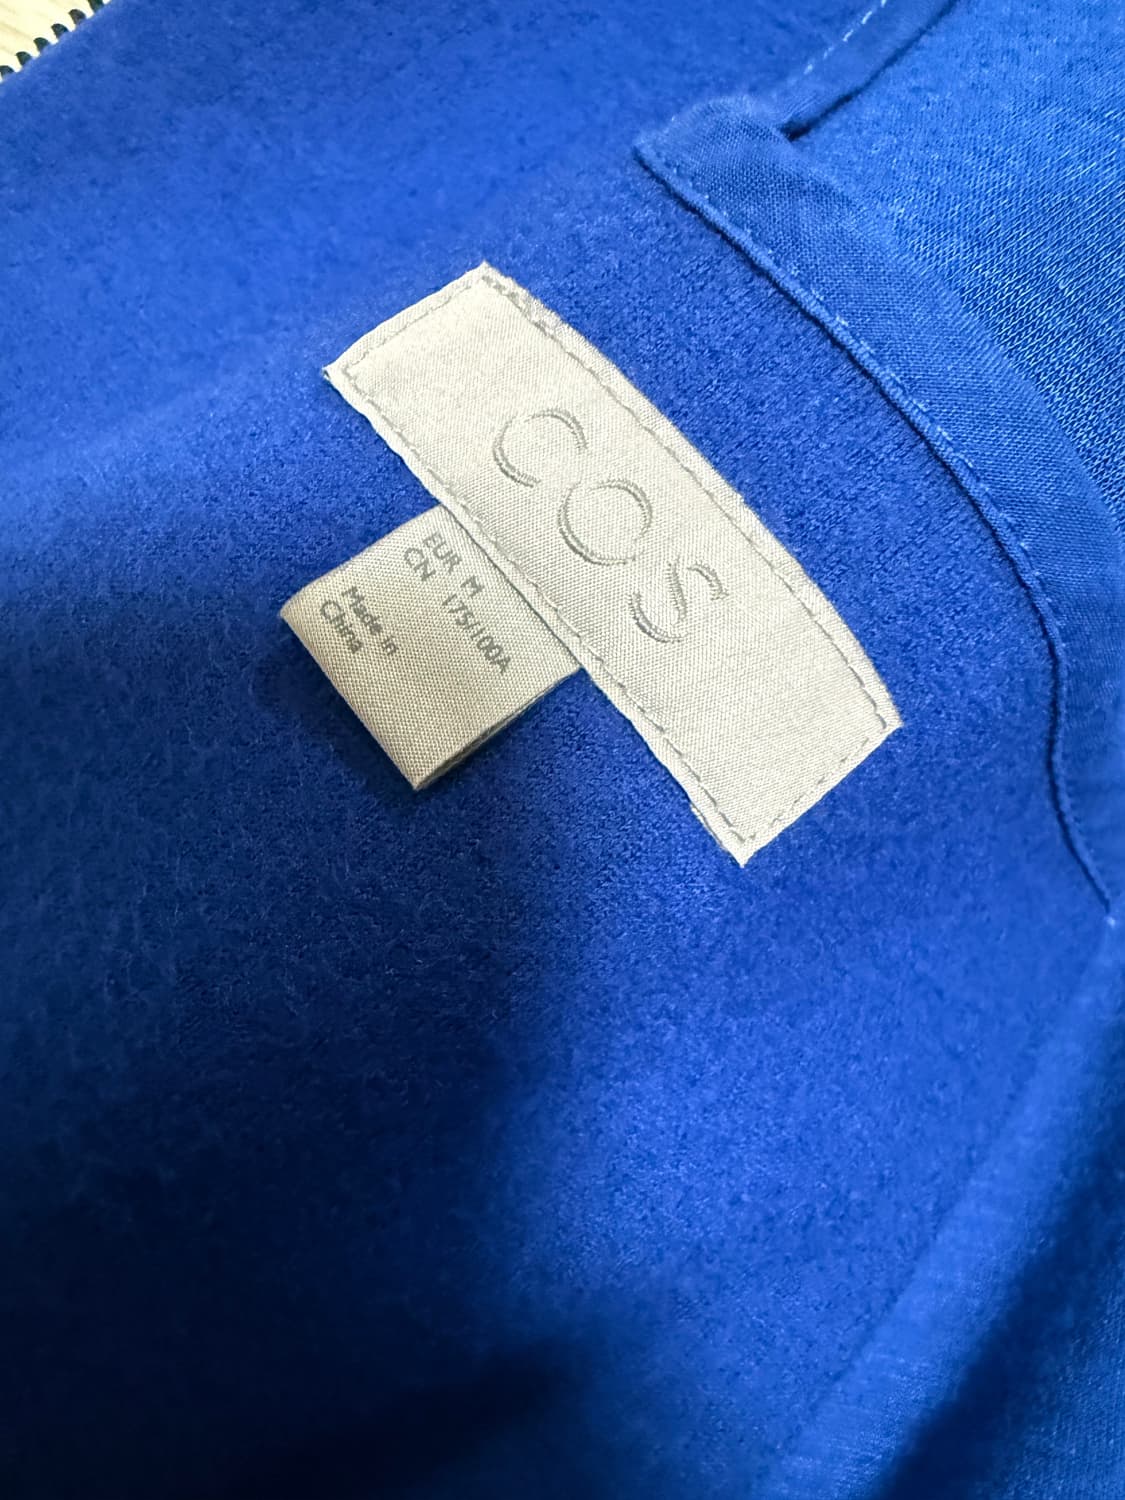 COS
EUR M
CN 175/100A
Made in
China